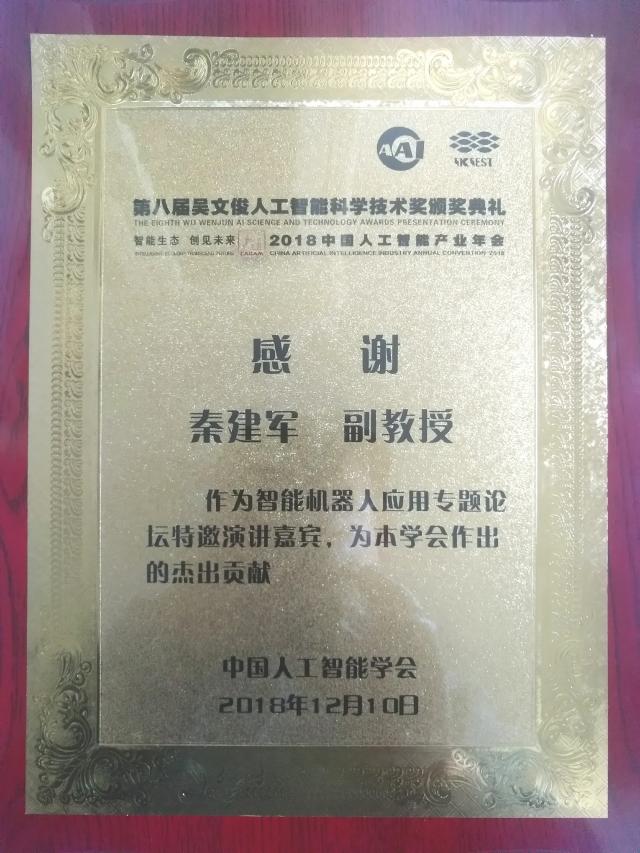 CAAI
第八届吴文俊人工智能科学技术奖颁奖典礼
THE EIGHTH WU WENJUN AI SCIENCE AND TECHNOLOGY AWARDS PRESENTATION CEREMONY
智能生态 创见未来 2018中国人工智能产业年会
CHINA ARTIFICIAL INTELLIGENCE INDUSTRY ANNUAL CONVENTION 2018
感 谢
秦建军 副教授
作为智能机器人应用专题论
坛特邀演讲嘉宾，为本学会作出
的杰出贡献
中国人工智能学会
2018年12月10日